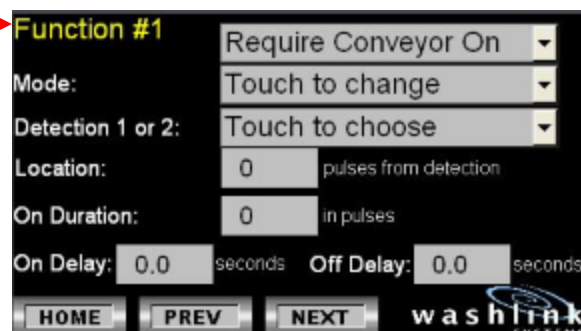 Function #1
Require Conveyor On
Mode: Touch to change
Detection 1 or 2: Touch to choose
Location: 0 pulses from detection
On Duration: 0 in pulses
On Delay: 0.0 seconds Off Delay: 0.0 seconds
HOME PREV NEXT washlink